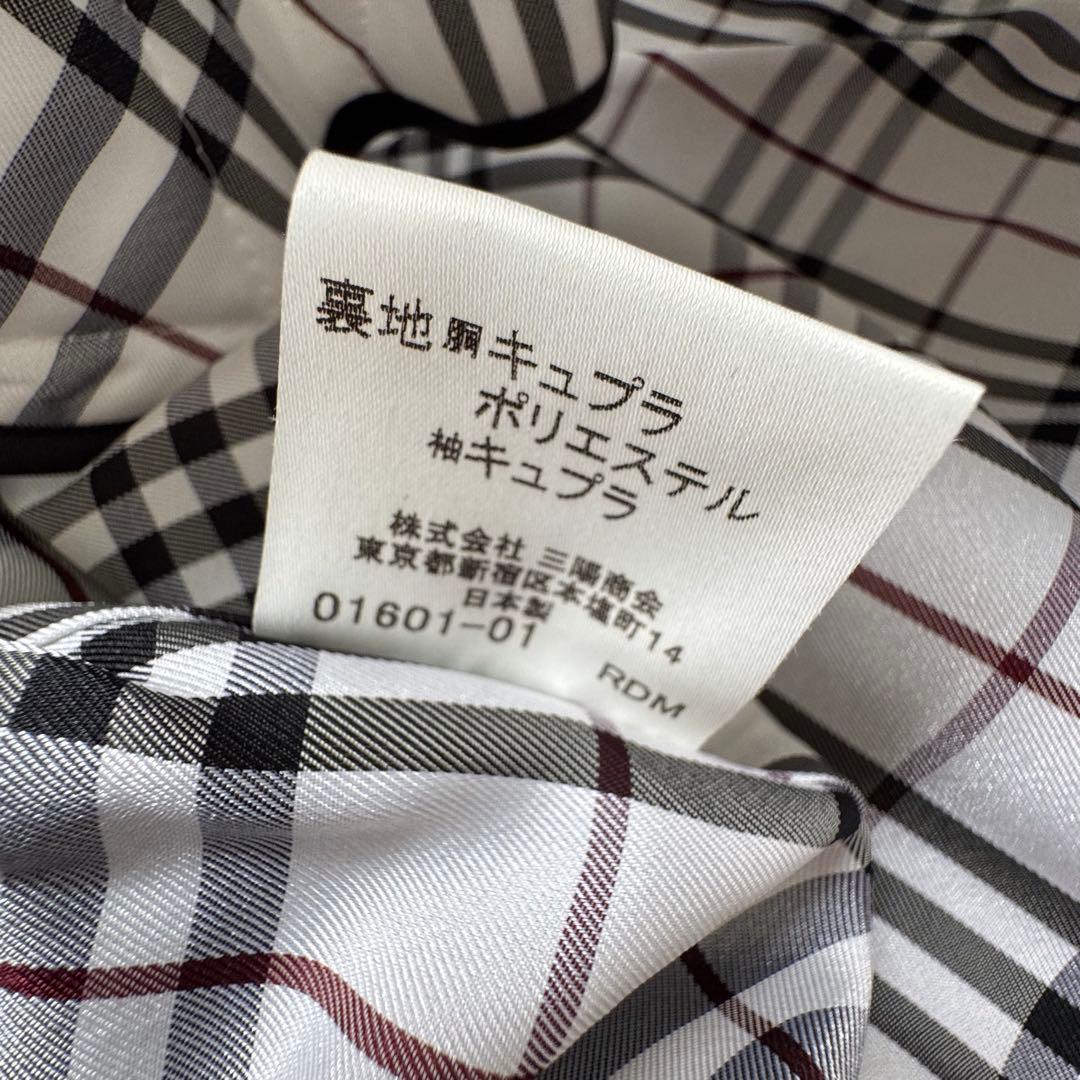 裏地胴キュプラ
ポリエステル
袖キュプラ
株式会社 三陽商会
東京都新宿区本塩町14
日本製
01601-01 RDM